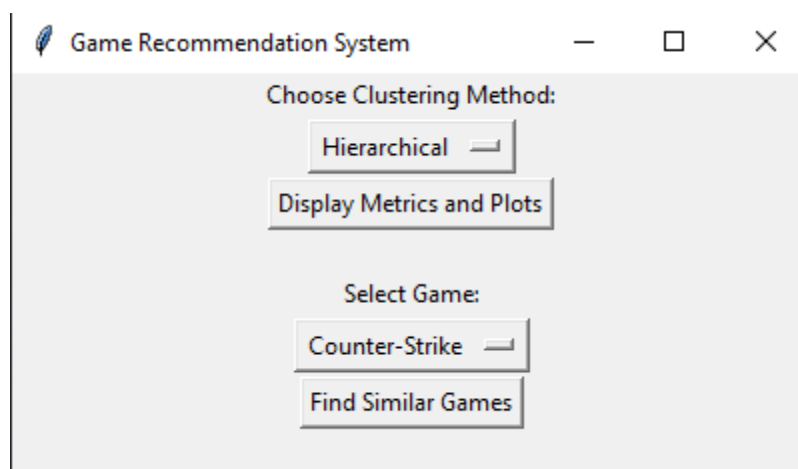 Game Recommendation System
Choose Clustering Method:
Hierarchical
Display Metrics and Plots
Select Game:
Counter-Strike
Find Similar Games